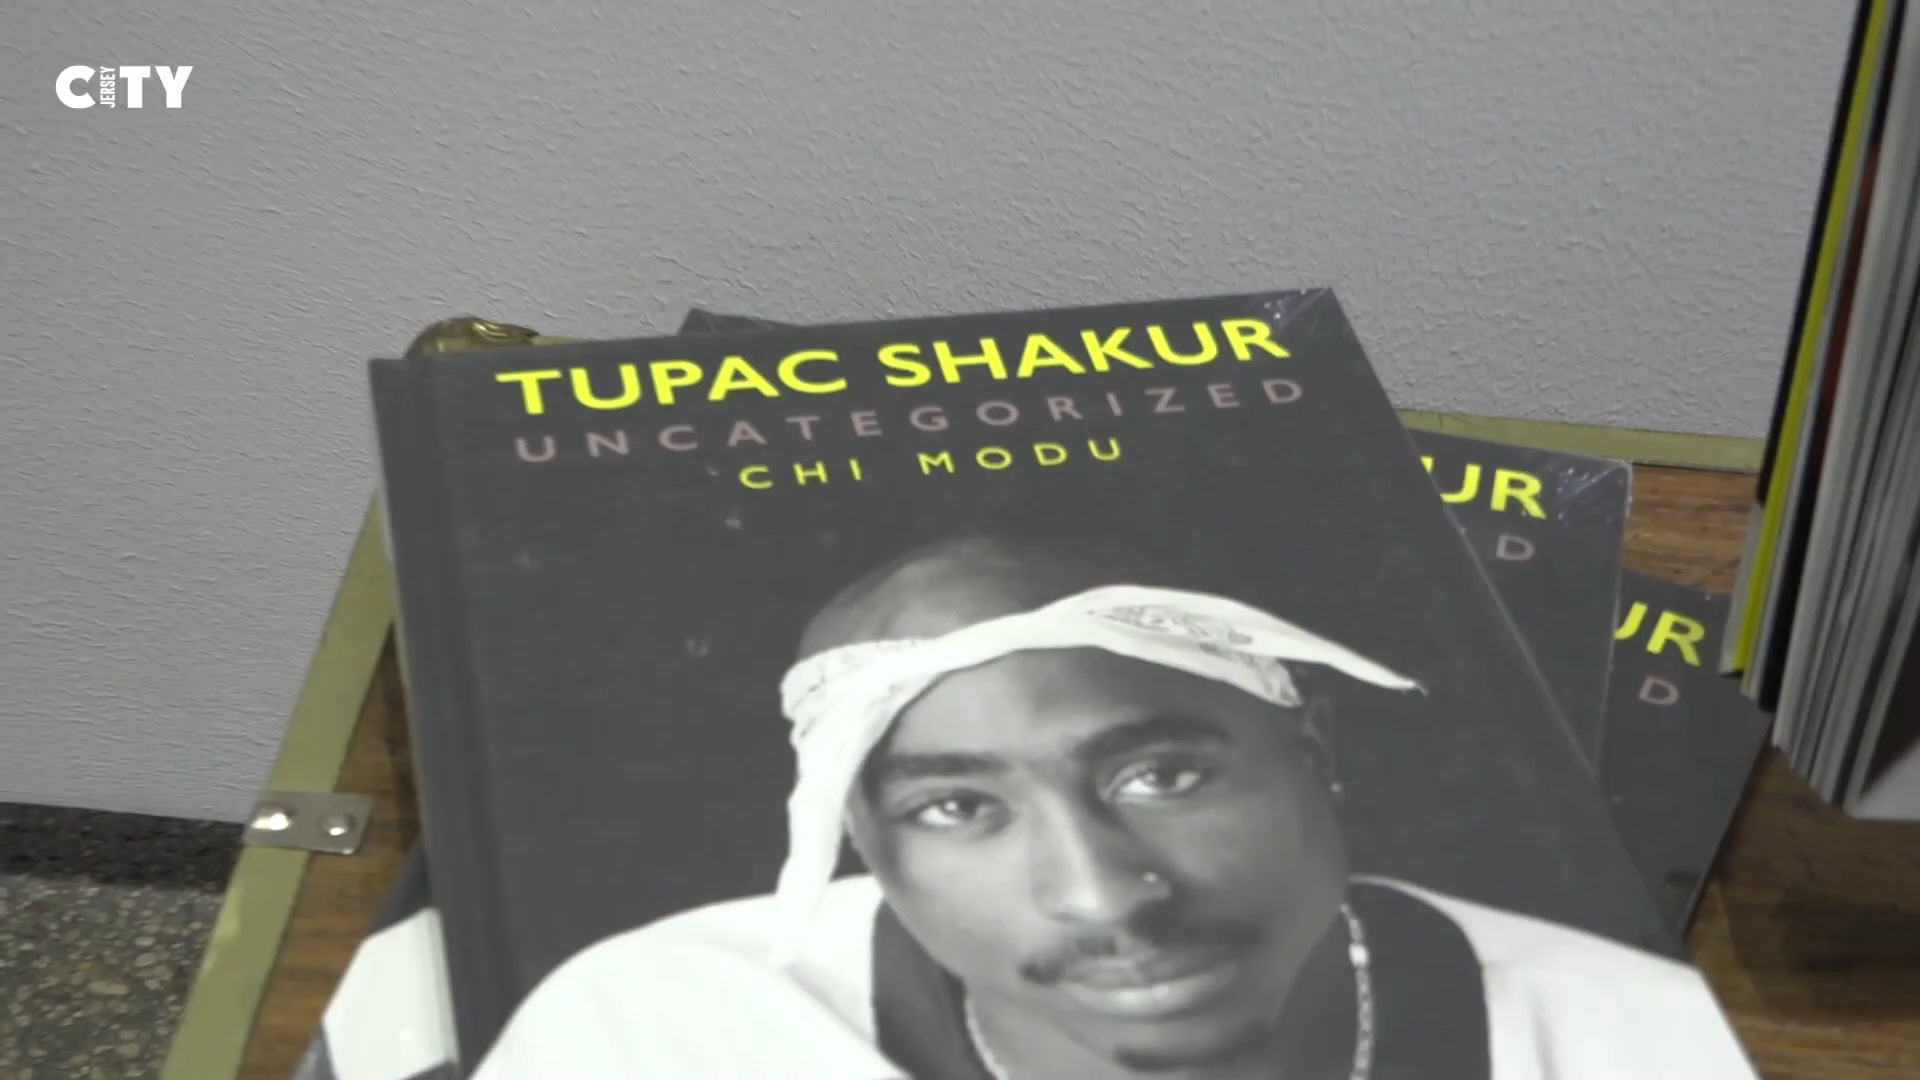 CITY
JERSEY
TUPAC SHAKUR
UNCATEGORIZED
CHI MODU
UR
D
UR
D